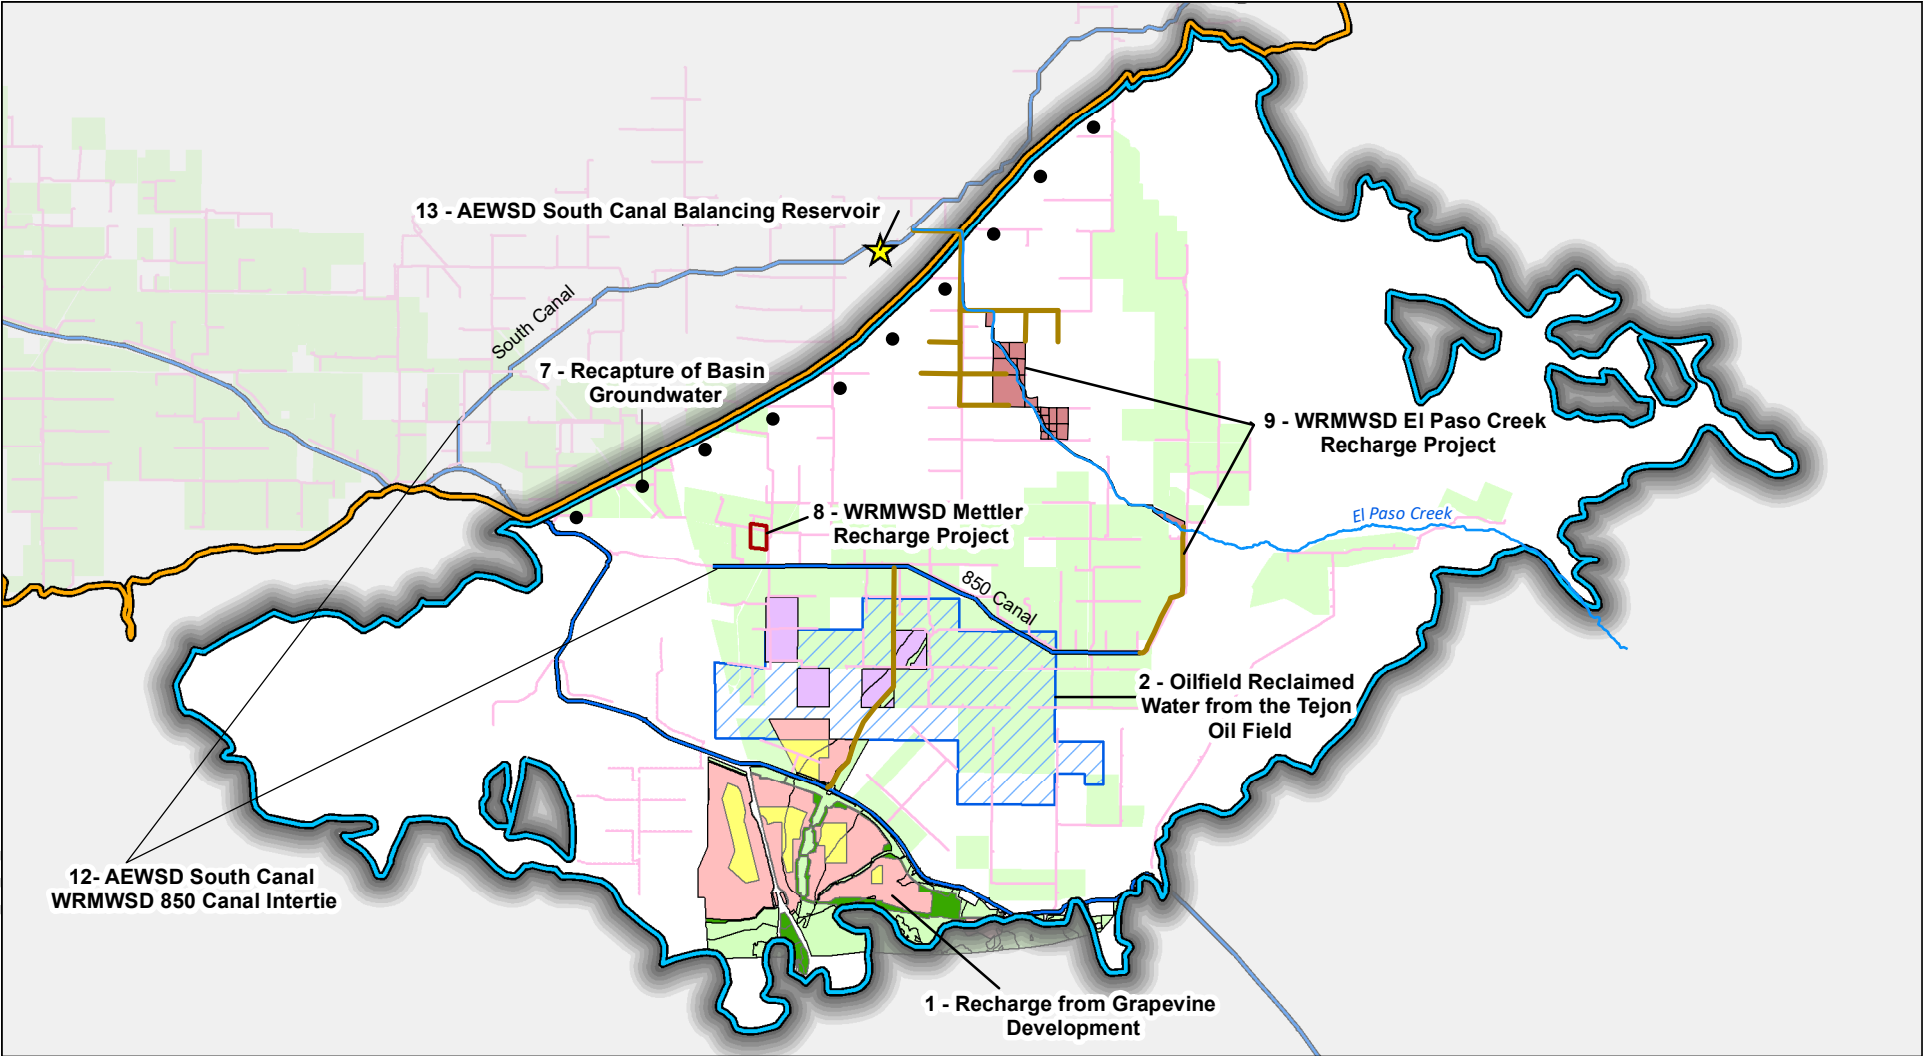 13 - AEWSD South Canal Balancing Reservoir
South Canal
7 - Recapture of Basin
Groundwater
9 - WRMWSD El Paso Creek
Recharge Project
8 - WRMWSD Mettler
Recharge Project
El Paso Creek
850 Canal
2 - Oilfield Reclaimed
Water from the Tejon
Oil Field
12- AEWSD South Canal
WRMWSD 850 Canal Intertie
1 - Recharge from Grapevine
Development